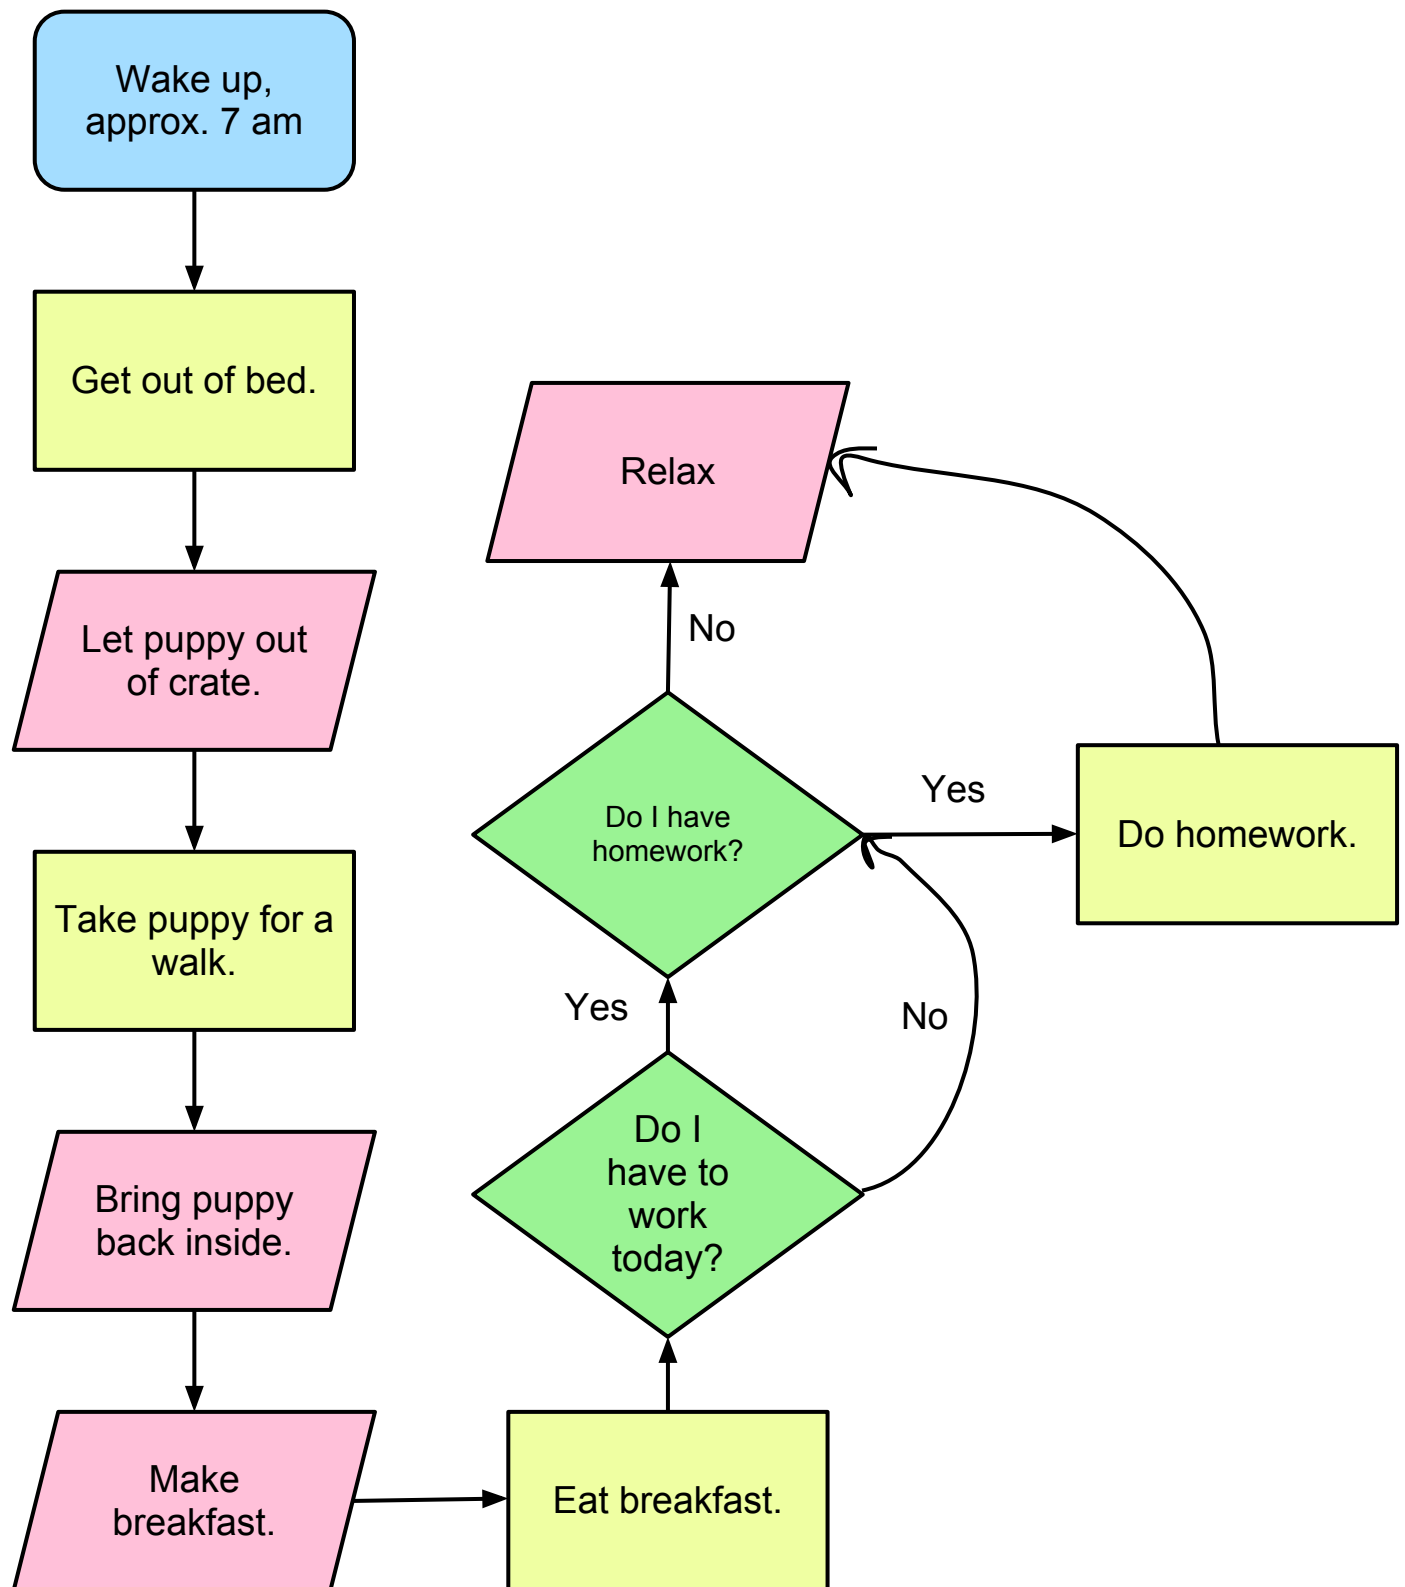 Wake up,
approx. 7 am
Get out of bed.
Let puppy out
of crate.
Take puppy for a
walk.
Bring puppy
back inside.
Make
breakfast.
Eat breakfast.
Do I
have to
work
today?
Yes
No
Do I have
homework?
Yes
Do homework.
No
Relax